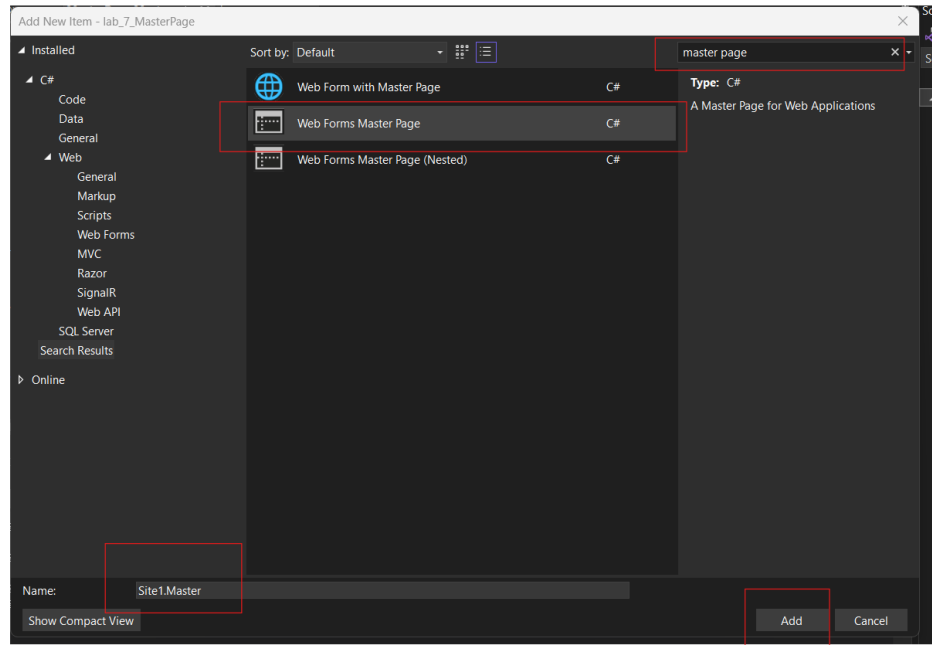 Add New Item - lab_7_MasterPage
Installed
Sort by: Default
master page
C#
Code
Data
General
Web
General
Markup
Scripts
Web Forms
MVC
Razor
SignalR
Web API
SQL Server
Search Results
Online
Web Form with Master Page C#
Web Forms Master Page C#
Web Forms Master Page (Nested) C#
Type: C#
A Master Page for Web Applications
Name: Site1.Master
Show Compact View
Add Cancel